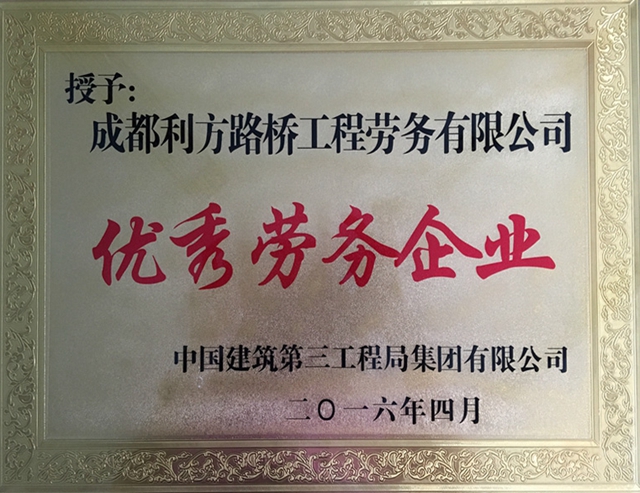 授予:
成都利方路桥工程劳务有限公司
优秀劳务企业
中国建筑第三工程局集团有限公司
二〇一六年四月